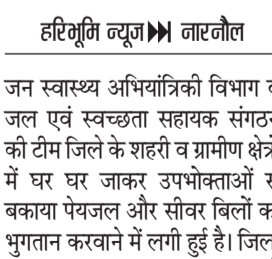 हरिभूमि न्यूज▶▶ नारनौल
जन स्वास्थ्य अभियांत्रिकी विभाग
जल एवं स्वच्छता सहायक
की टीम जिले के शहरी व ग्रामीण
में घर घर जाकर उपभोक्ताओं
बकाया पेयजल और सीवर बिलों
भुगतान करवाने में लगी हुई है।